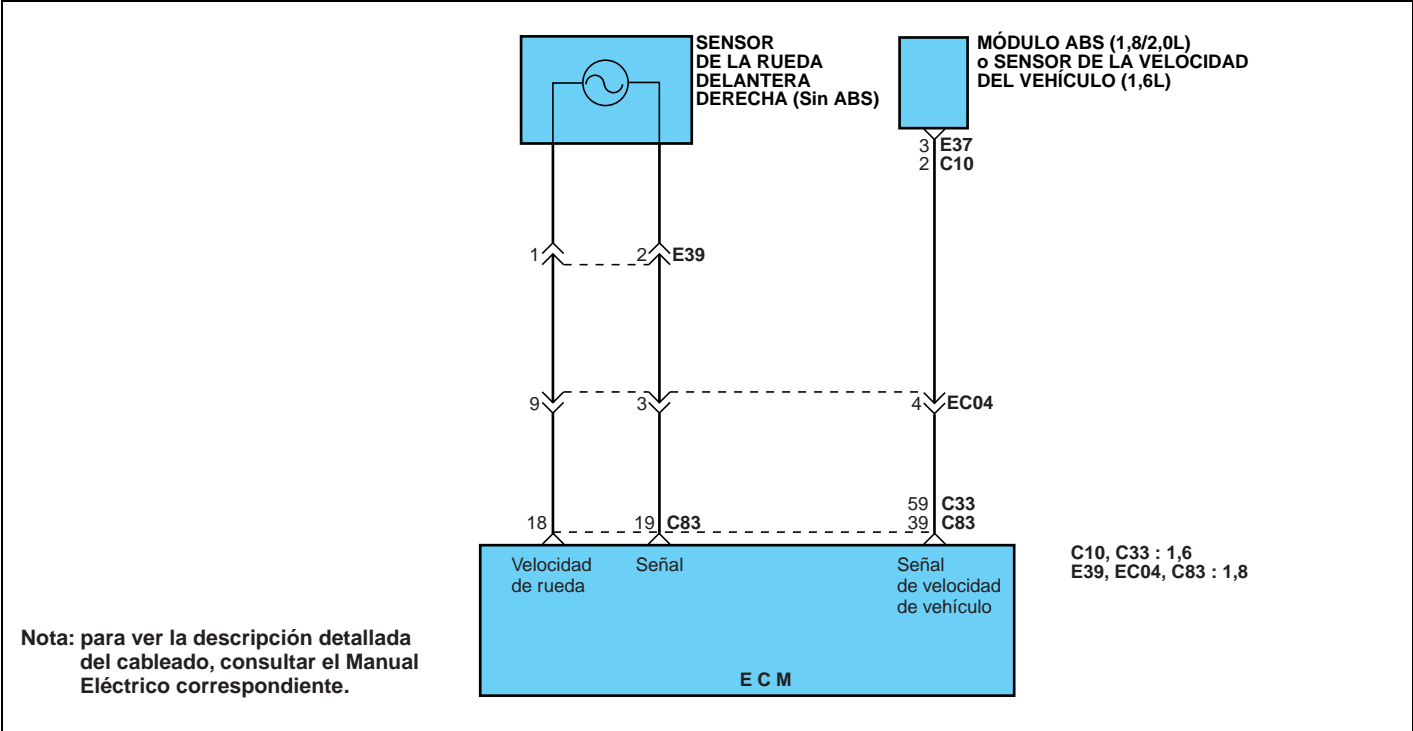 SENSOR
DE LA RUEDA
DELANTERA
DERECHA (Sin ABS)
MÓDULO ABS (1,8/2,0L)
o SENSOR DE LA VELOCIDAD
DEL VEHÍCULO (1,6L)
3 E37
2 C10
1 2 E39
9 3 4 EC04
59 C33
18 19 C83 39 C83
Velocidad
de rueda
Señal
Señal
de velocidad
de vehículo
E C M
C10, C33 : 1,6
E39, EC04, C83 : 1,8
Nota: para ver la descripción detallada
del cableado, consultar el Manual
Eléctrico correspondiente.